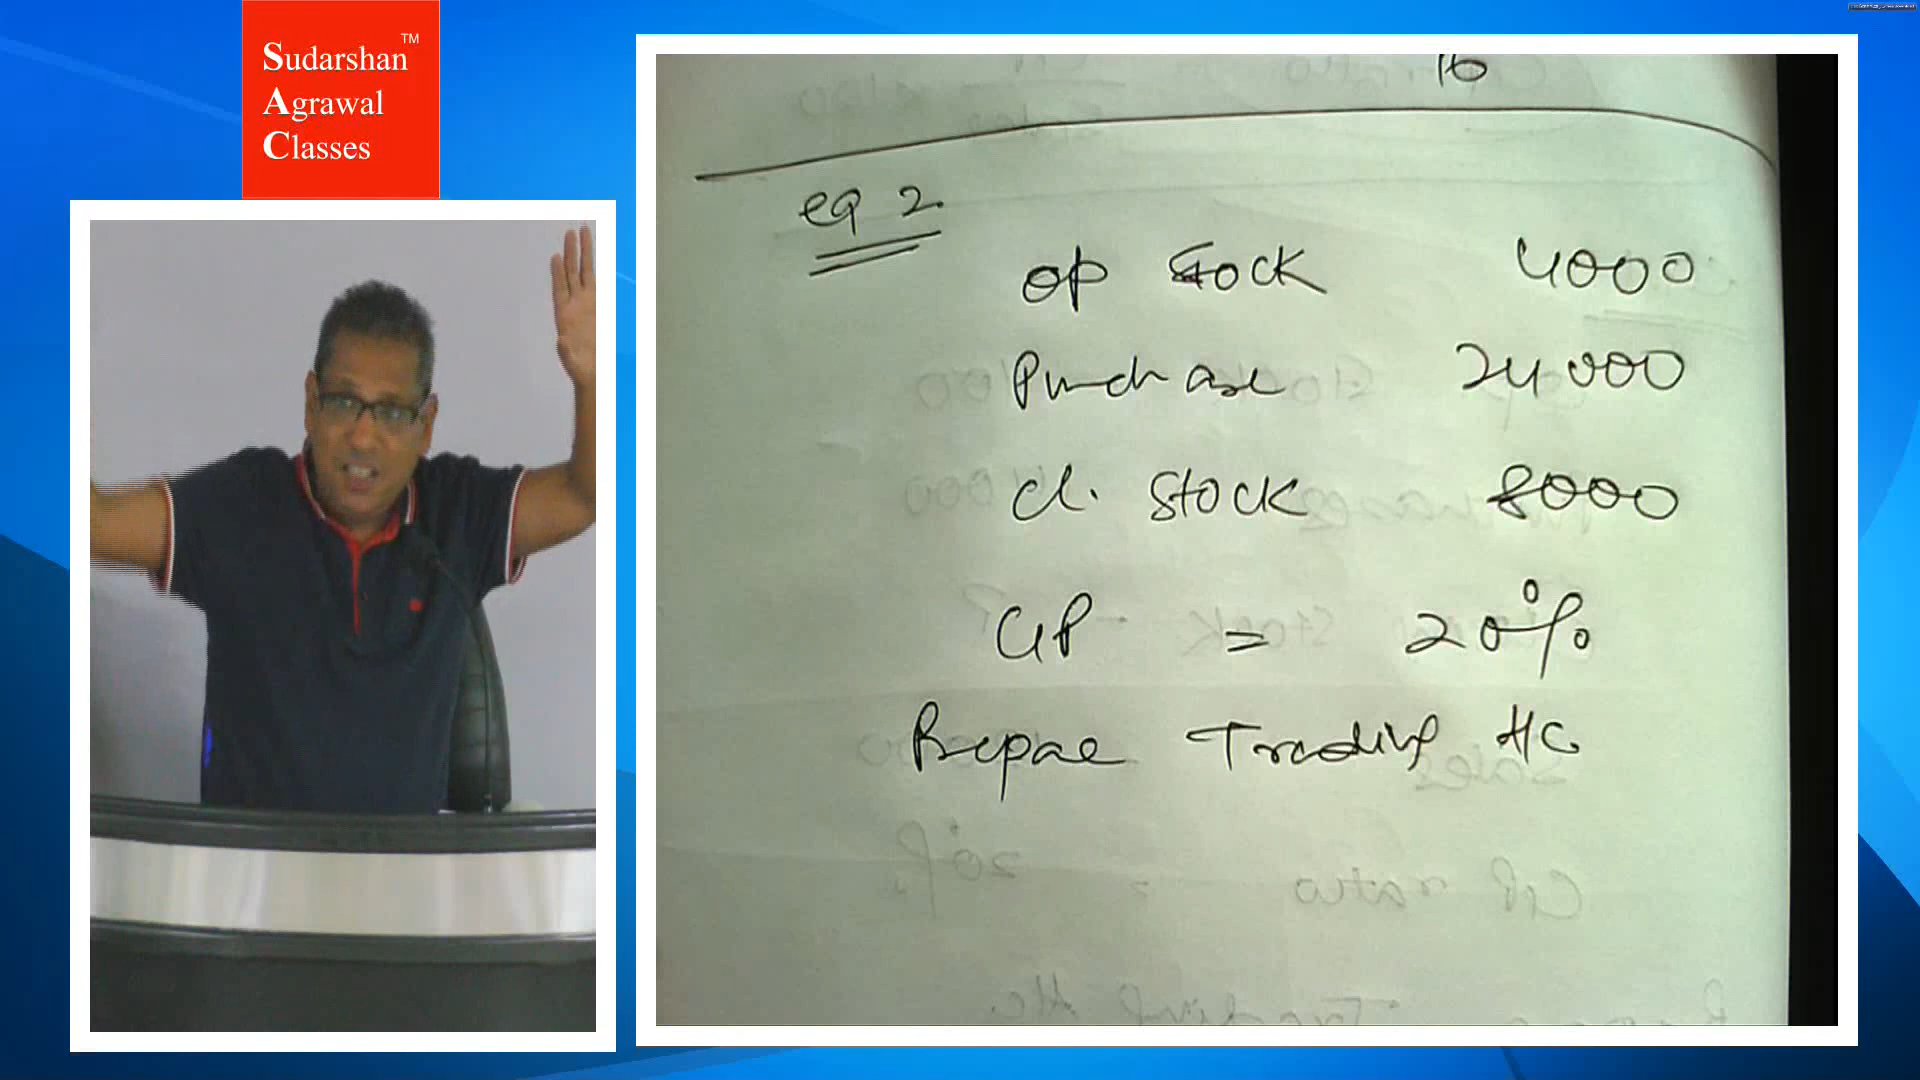 Sudarshan™
Agrawal
Classes
16
eg 2
op Stock 4000
Purchase 24000
Cl. Stock 8000
GP = 20%
Prepare Trading A/c